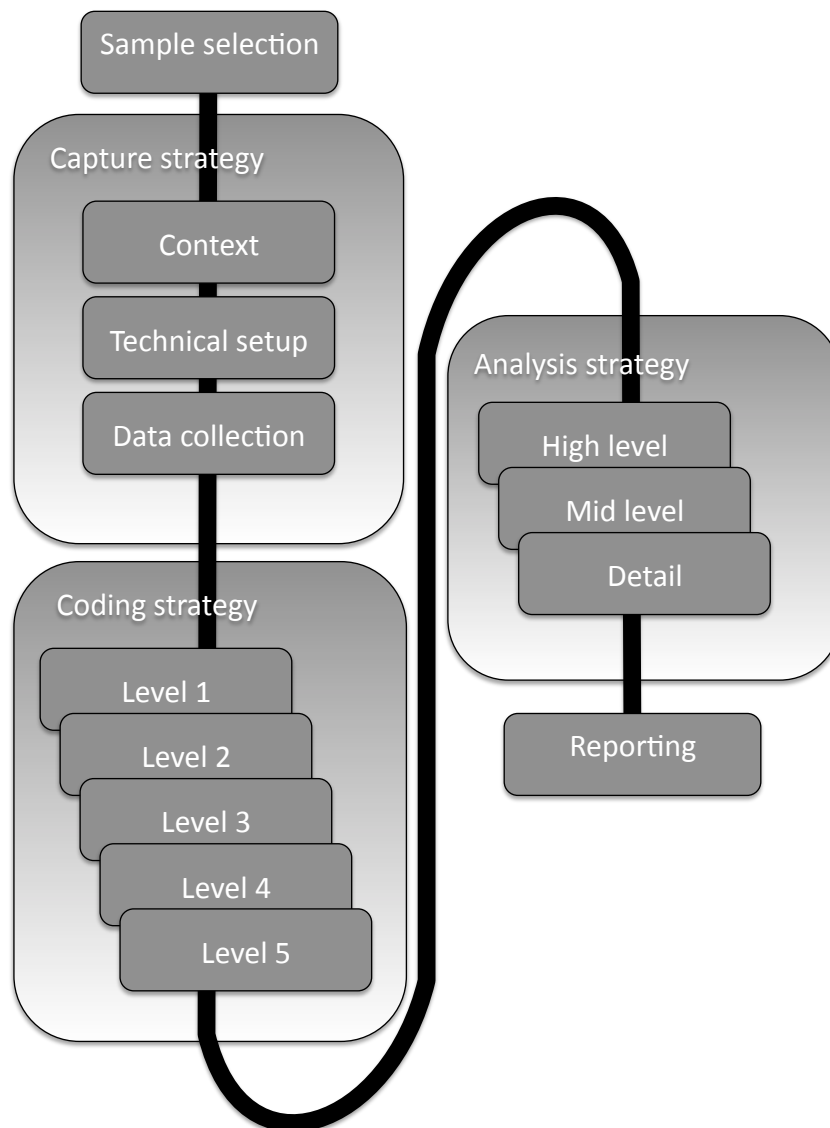 Sample selection
Capture strategy
Context
Technical setup
Data collection
Coding strategy
Level 1
Level 2
Level 3
Level 4
Level 5
Analysis strategy
High level
Mid level
Detail
Reporting